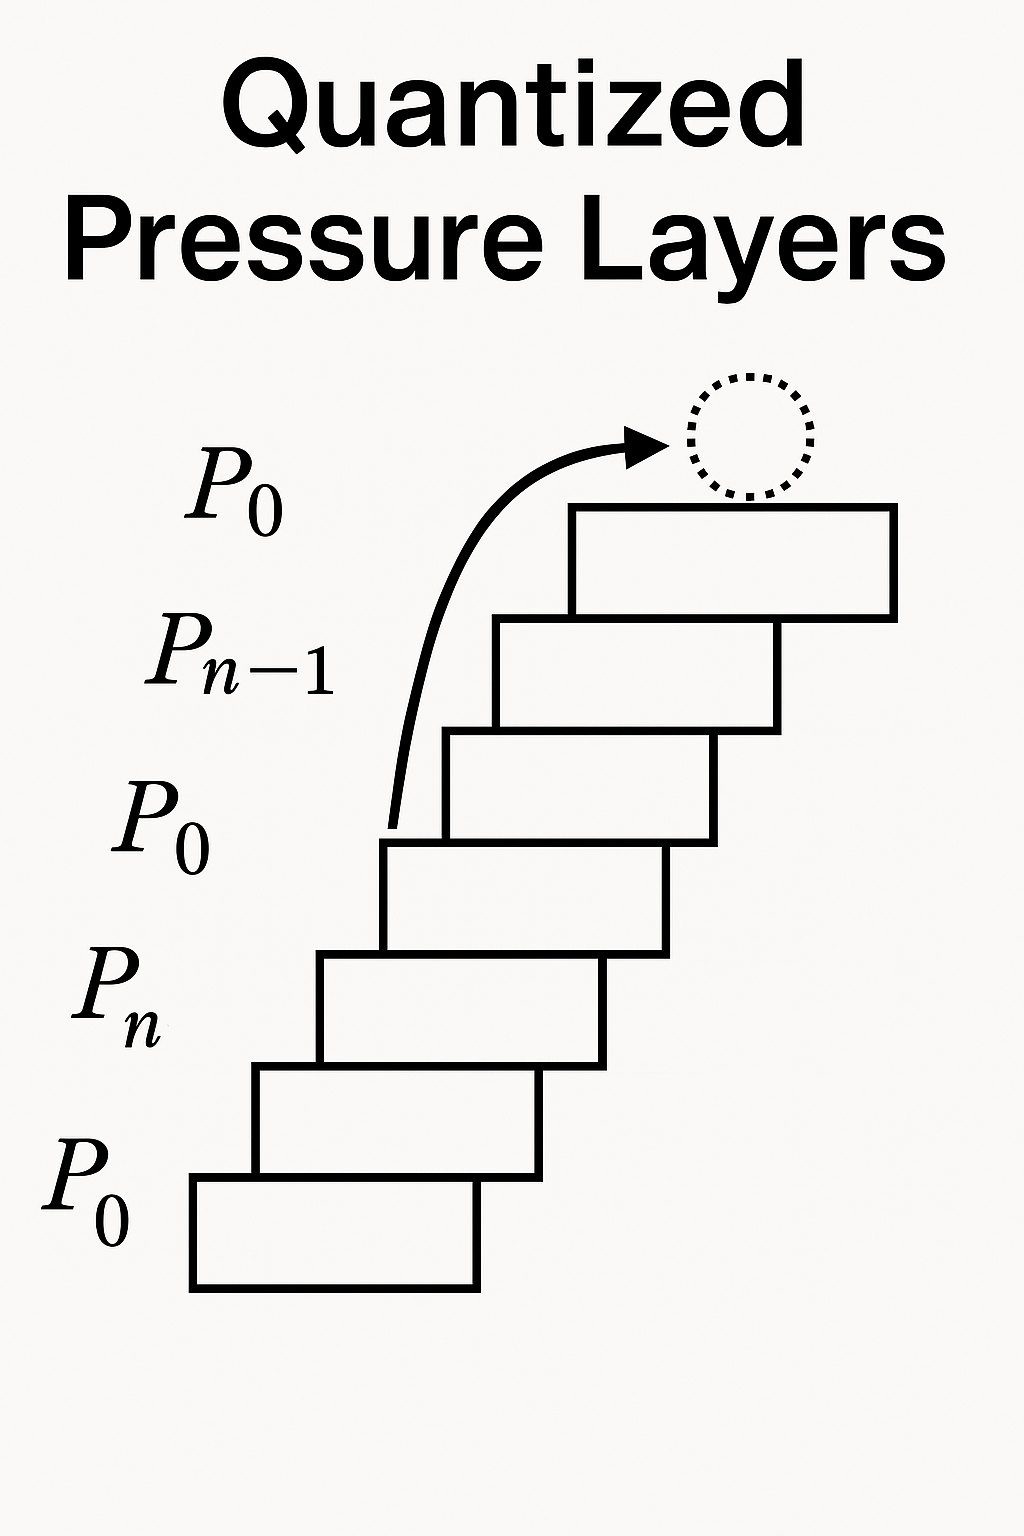 Quantized
Pressure Layers
P₀
Pₙ₋₁
P₀
Pₙ
P₀